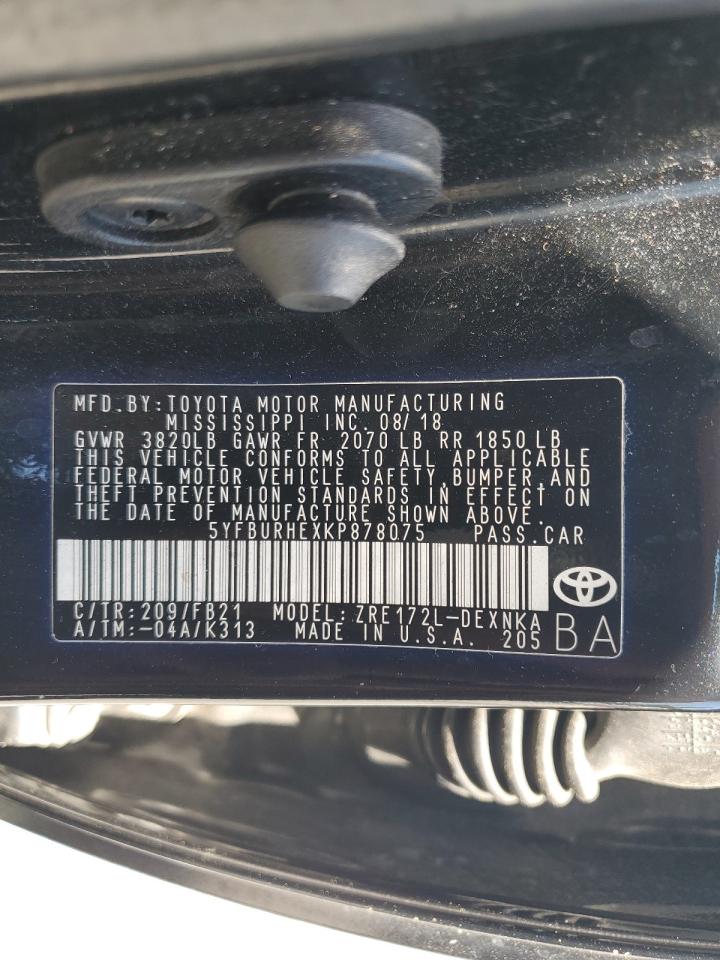 MFD.BY:TOYOTA MOTOR MANUFACTURING
MISSISSIPPI INC. 08/18
GVWR 3820LB GAWR FR 2070 LB RR 1850 LB
THIS VEHICLE CONFORMS TO ALL APPLICABLE
FEDERAL MOTOR VEHICLE SAFETY,BUMPER,AND
THEFT PREVENTION STANDARDS IN EFFECT ON
THE DATE OF MANUFACTURE SHOWN ABOVE.
5YFBURHEXKP878075 PASS.CAR
C/TR:209/FB21 MODEL:ZRE172L-DEXNKA
A/TM:-04A/K313 MADE IN U.S.A. 205
BA